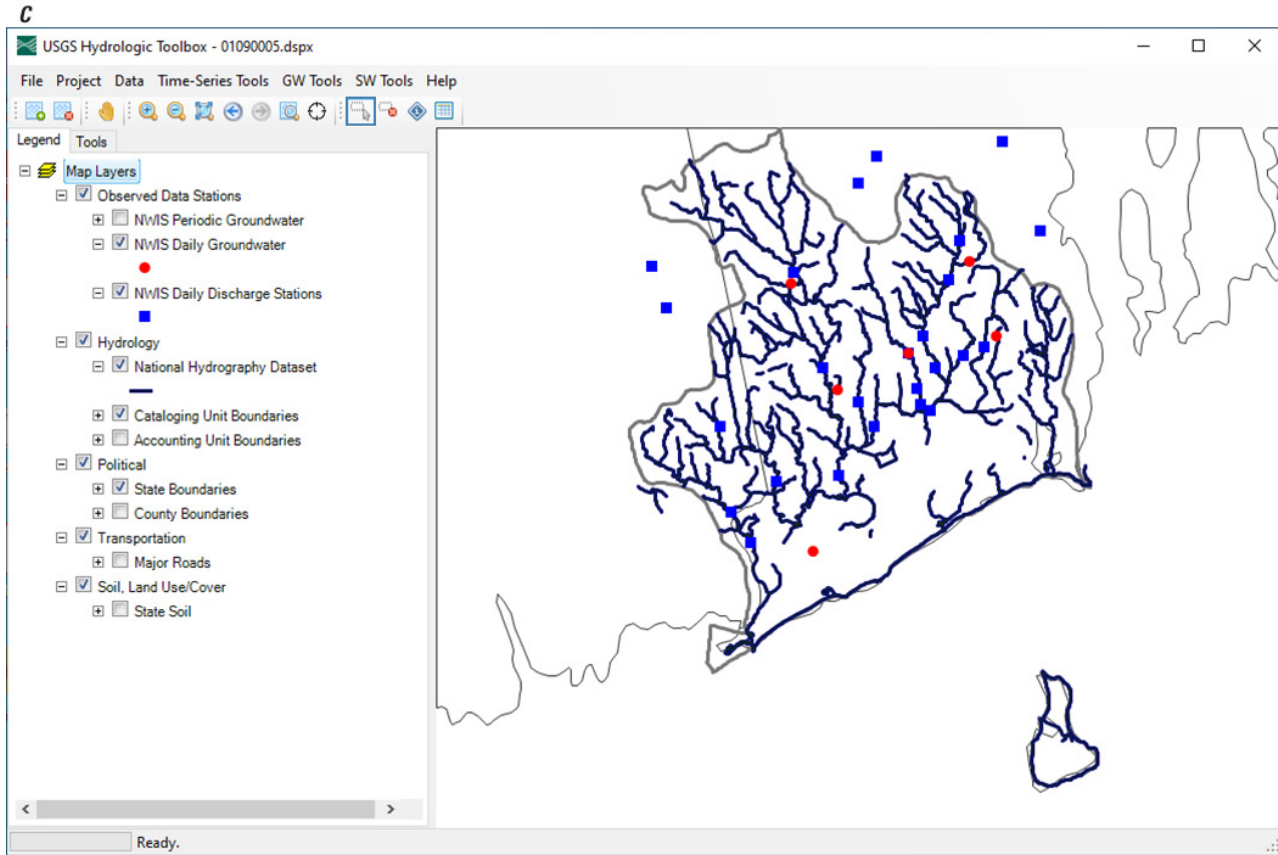 C
USGS Hydrologic Toolbox - 01090005.dspx
File Project Data Time-Series Tools GW Tools SW Tools Help
Legend Tools
Map Layers
Observed Data Stations
NWIS Periodic Groundwater
NWIS Daily Groundwater
NWIS Daily Discharge Stations
Hydrology
National Hydrography Dataset
Cataloging Unit Boundaries
Accounting Unit Boundaries
Political
State Boundaries
County Boundaries
Transportation
Major Roads
Soil, Land Use/Cover
State Soil
Ready.